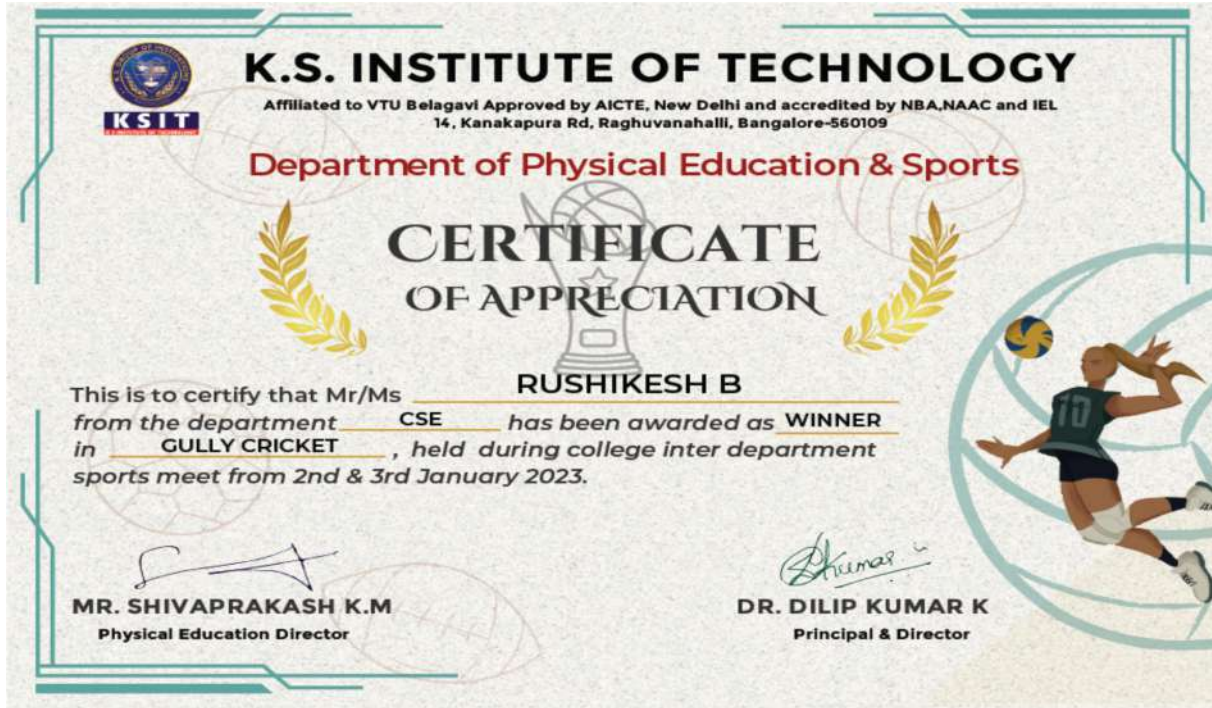 K.S. INSTITUTE OF TECHNOLOGY
Affiliated to VTU Belagavi Approved by AICTE, New Delhi and accredited by NBA,NAAC and IEL
14, Kanakapura Rd, Raghuvanahalli, Bangalore-560109
KSIT
Department of Physical Education & Sports
CERTIFICATE
OF APPRECIATION
This is to certify that Mr/Ms RUSHIKESH B
from the department CSE has been awarded as WINNER
in GULLY CRICKET , held during college inter department
sports meet from 2nd & 3rd January 2023.
10
Kumar
MR. SHIVAPRAKASH K.M
DR. DILIP KUMAR K
Physical Education Director
Principal & Director